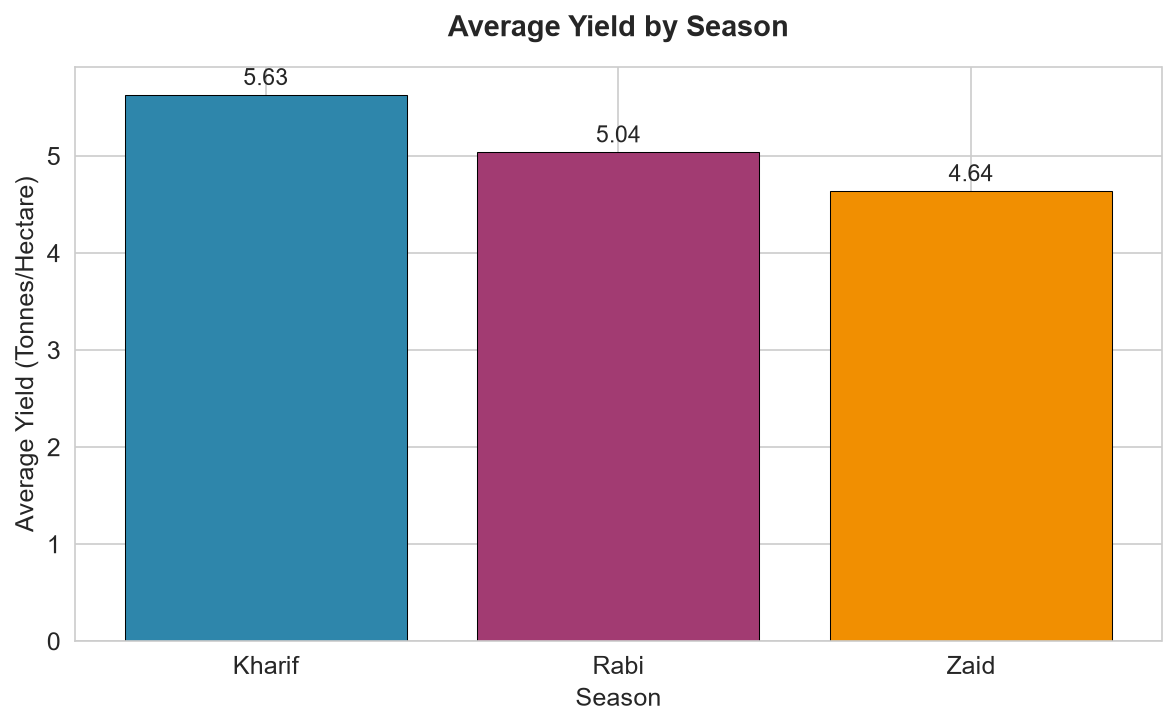 Average Yield by Season
Average Yield (Tonnes/Hectare)
5
4
3
2
1
0
5.63
5.04
4.64
Kharif
Rabi
Zaid
Season